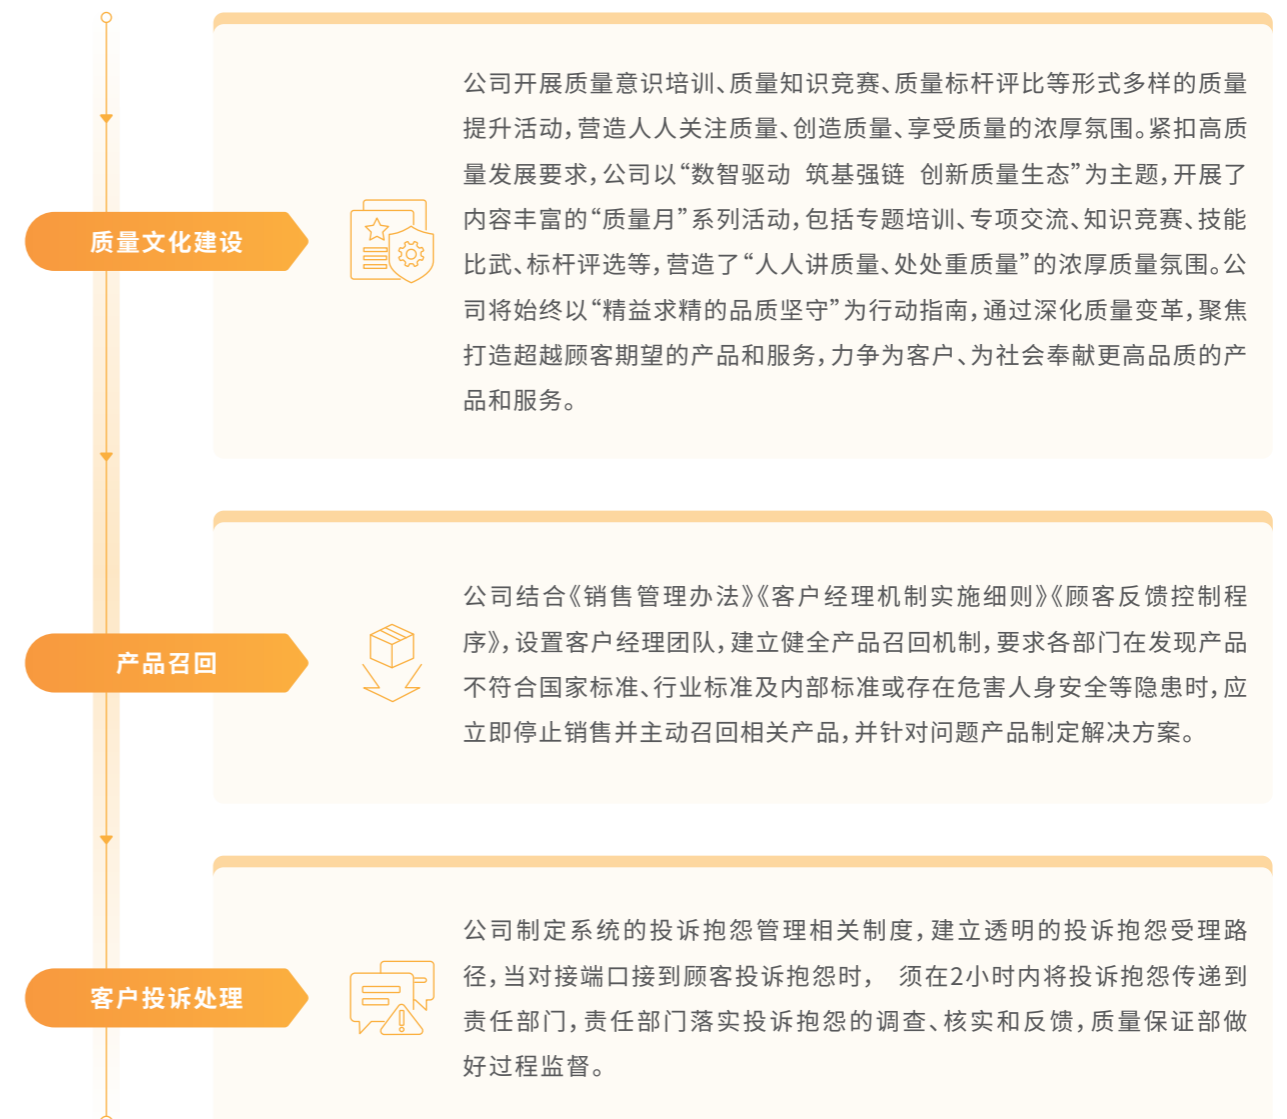 质量文化建设
公司开展质量意识培训、质量知识竞赛、质量标杆评比等形式多样的质量
提升活动，营造人人关注质量、创造质量、享受质量的浓厚氛围。紧扣高质
量发展要求，公司以“数智驱动 筑基强链 创新质量生态”为主题，开展了
内容丰富的“质量月”系列活动，包括专题培训、专项交流、知识竞赛、技能
比武、标杆评选等，营造了“人人讲质量、处处重质量”的浓厚质量氛围。公
司将始终以“精益求精的品质坚守”为行动指南，通过深化质量变革，聚焦
打造超越顾客期望的产品和服务，力争为客户、为社会奉献更高品质的产
品和服务。
产品召回
公司结合《销售管理办法》《客户经理机制实施细则》《顾客反馈控制程
序》，设置客户经理团队，建立健全产品召回机制，要求各部门在发现产品
不符合国家标准、行业标准及内部标准或存在危害人身安全等隐患时，应
立即停止销售并主动召回相关产品，并针对问题产品制定解决方案。
客户投诉处理
公司制定系统的投诉抱怨管理相关制度，建立透明的投诉抱怨受理路
径，当对接端口接到顾客投诉抱怨时， 须在2小时内将投诉抱怨传递到
责任部门，责任部门落实投诉抱怨的调查、核实和反馈，质量保证部做
好过程监督。